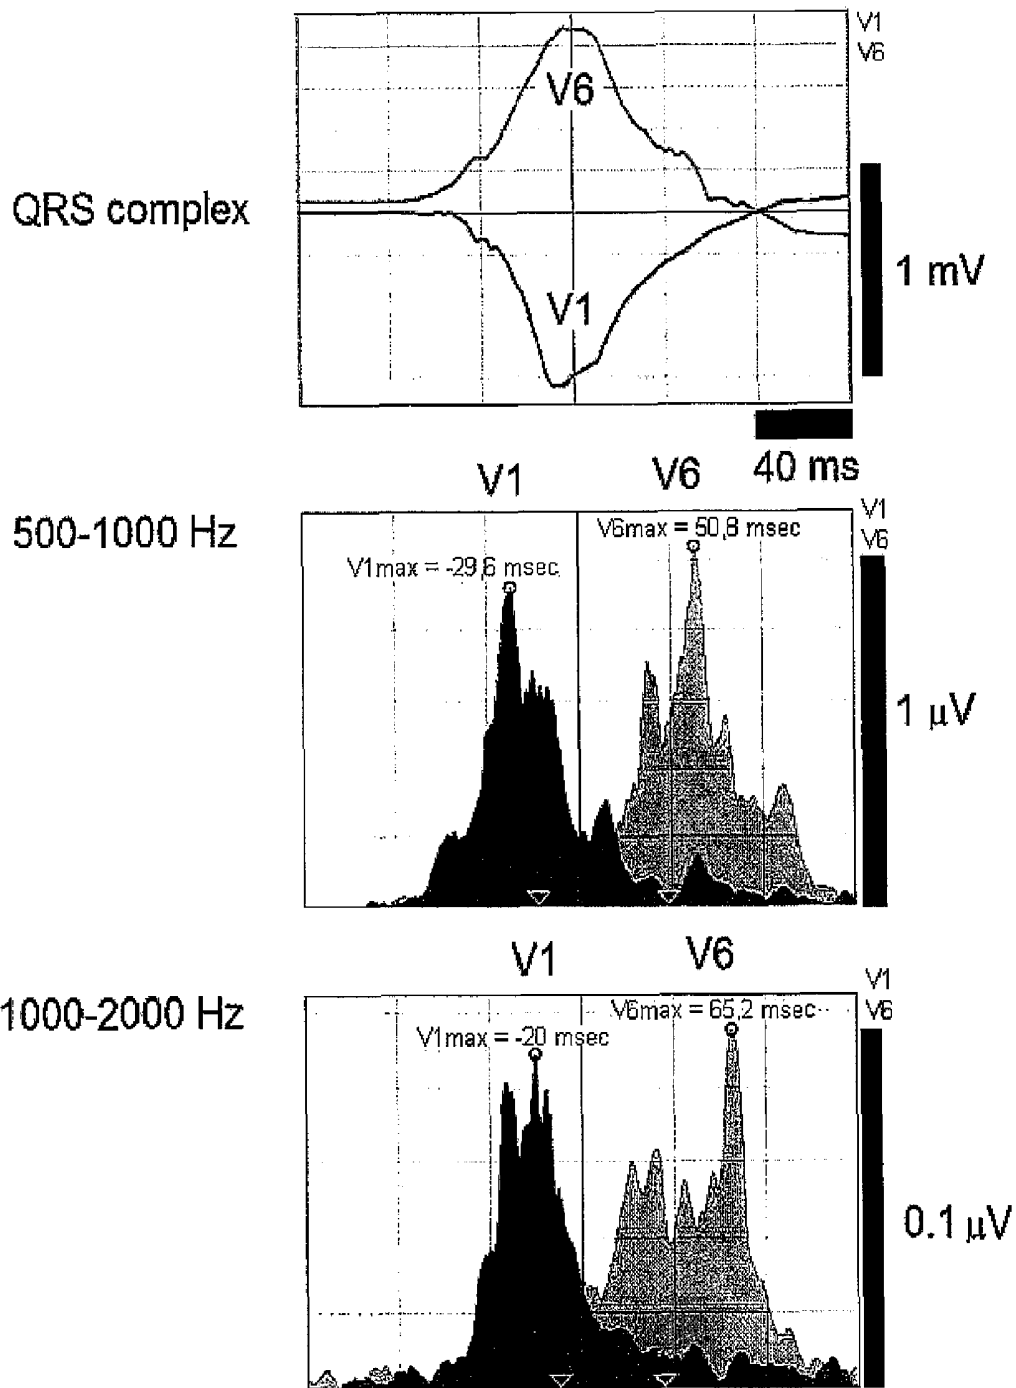 V1
V6
V6
QRS complex
1 mV
V1
40 ms
V1 V6
500-1000 Hz
V1
V6
V6max = 50,8 msec
V1max = -29,6 msec
1 µV
V1 V6
1000-2000 Hz
V1
V6
V6max = 65,2 msec
V1max = -20 msec
0.1 µV